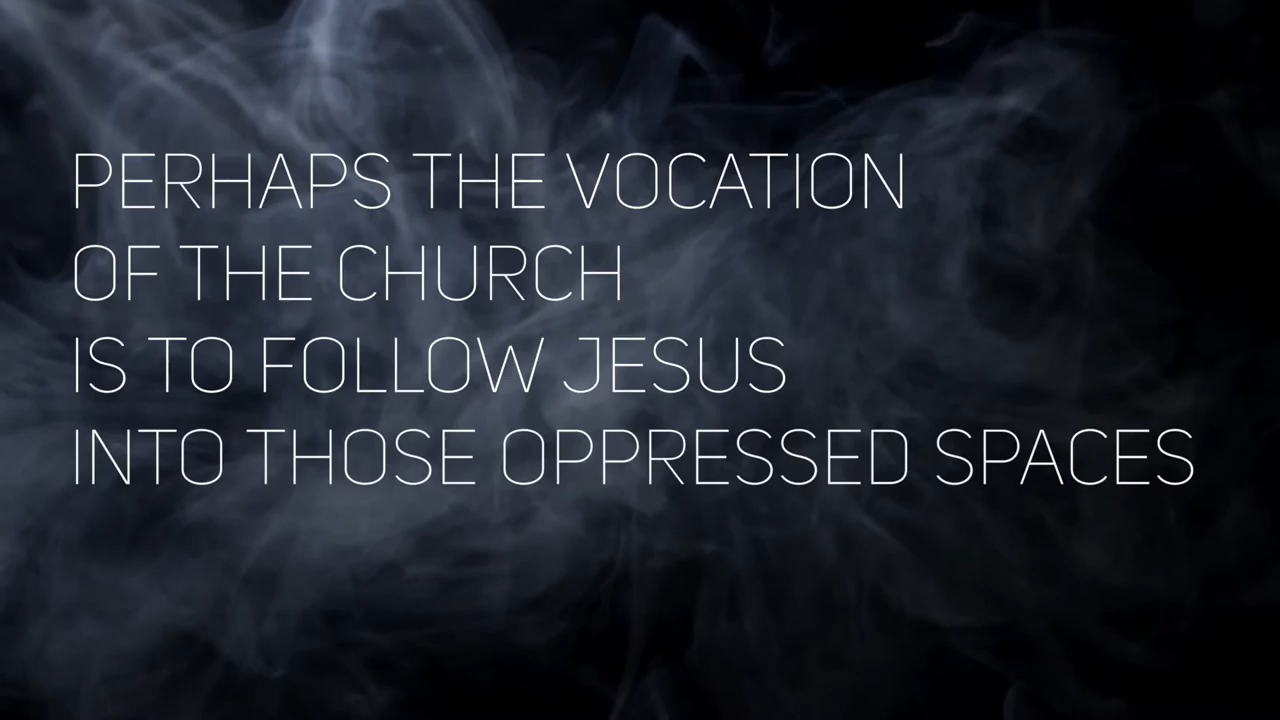 PERHAPS THE VOCATION
OF THE CHURCH
IS TO FOLLOW JESUS
INTO THOSE OPPRESSED SPACES